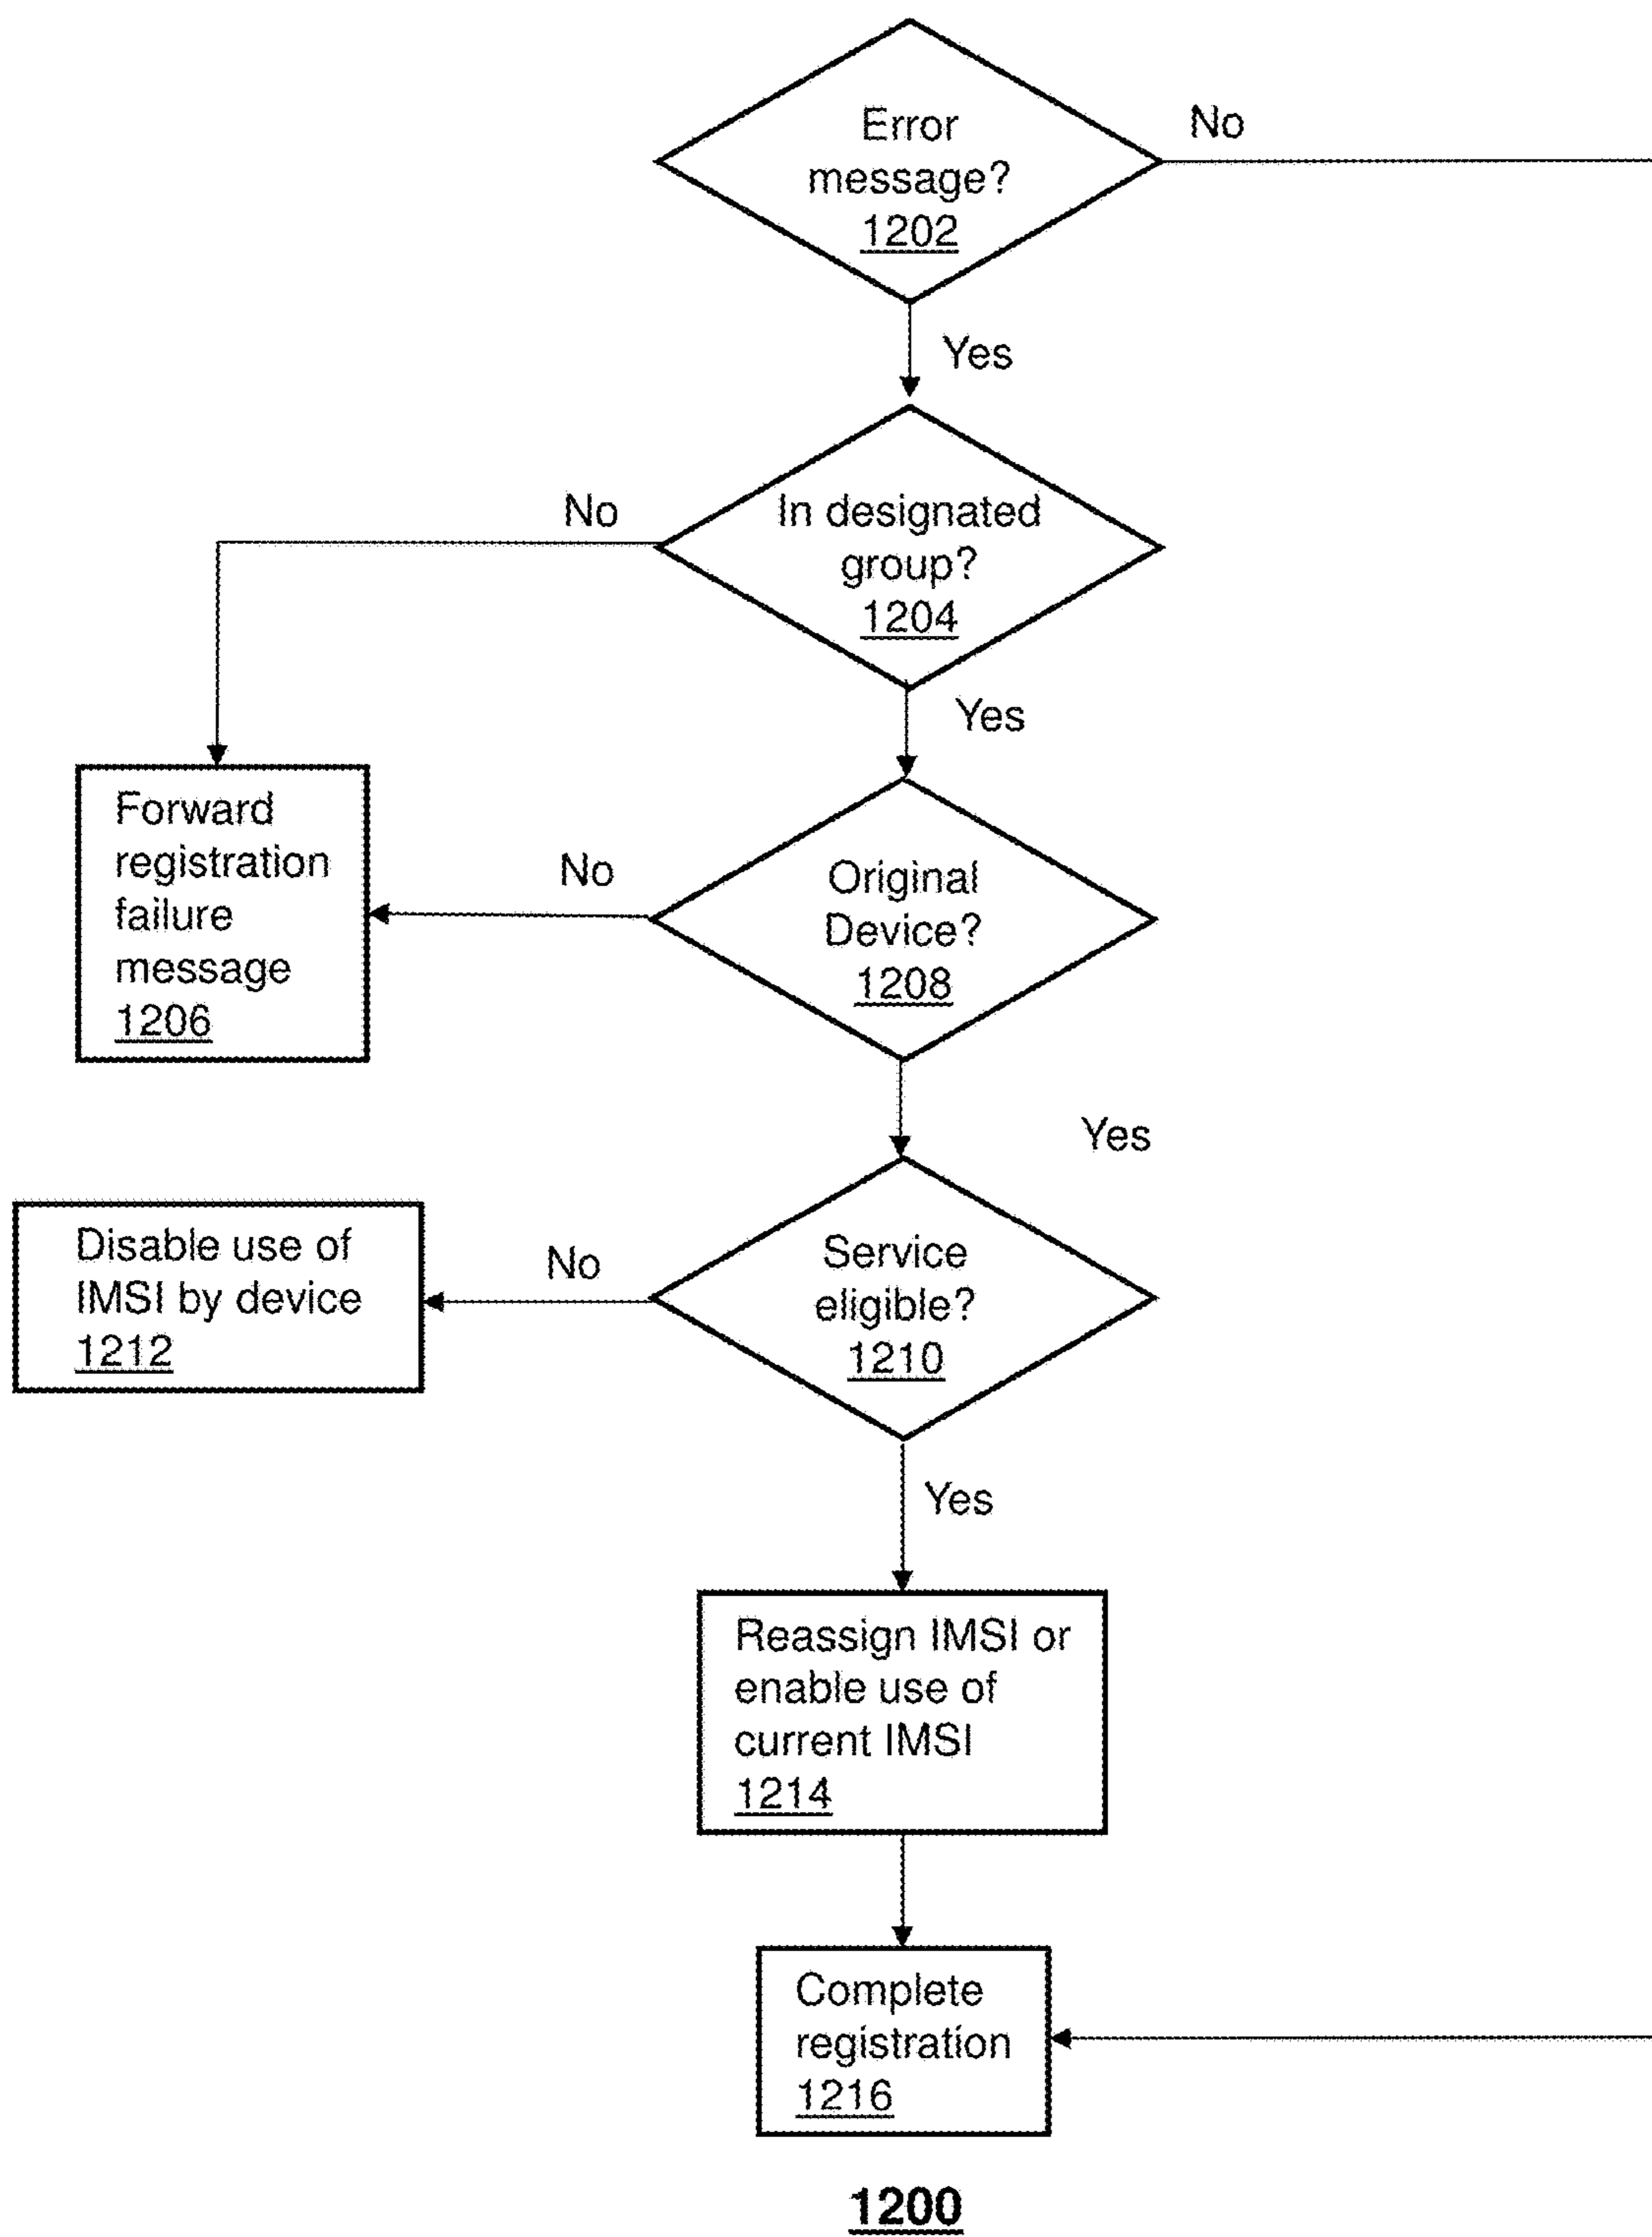 Error
message?
1202
No
Yes
In designated
group?
1204
No
Yes
Forward
registration
failure
message
1206
No
Original
Device?
1208
Yes
Disable use of
IMSI by device
1212
No
Service
eligible?
1210
Yes
Reassign IMSI or
enable use of
current IMSI
1214
Complete
registration
1216
1200